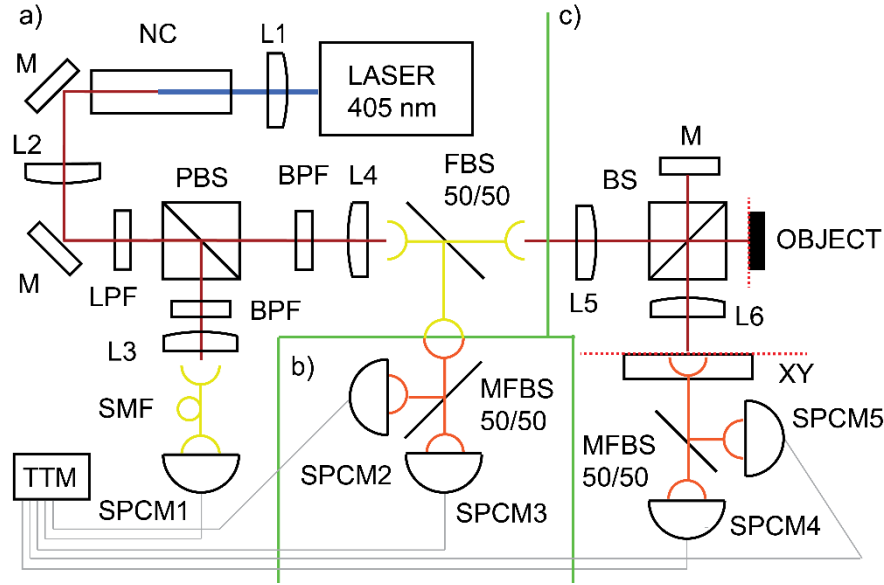 a)
NC
L1
c)
M
LASER
405 nm
L2
PBS
BPF
L4
FBS
50/50
BS
M
OBJECT
M
LPF
BPF
L5
L6
L3
b)
XY
SMF
MFBS
50/50
SPCM5
MFBS
50/50
TTM
SPCM2
SPCM1
SPCM3
SPCM4